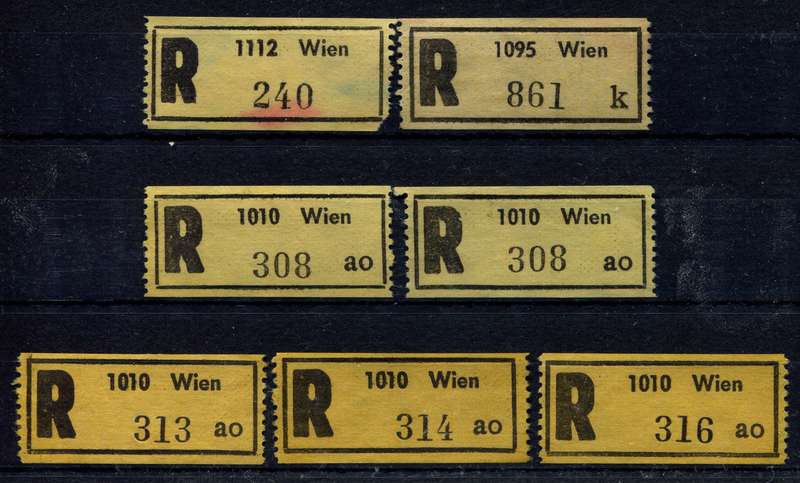 R 1112 Wien
240
R 1095 Wien
861 k
R 1010 Wien
308 ao
R 1010 Wien
308 ao
R 1010 Wien
313 ao
R 1010 Wien
314 ao
R 1010 Wien
316 ao